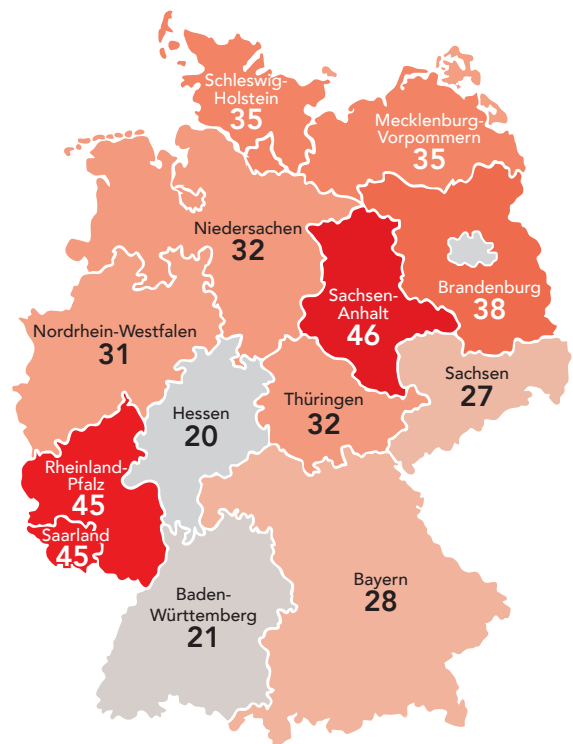 Schleswig-
Holstein
35
Mecklenburg-
Vorpommern
35
Niedersachen
32
Sachsen-
Anhalt
46
Brandenburg
38
Nordrhein-Westfalen
31
Hessen
20
Thüringen
32
Sachsen
27
Rheinland-
Pfalz
45
Saarland
45
Baden-
Württemberg
21
Bayern
28